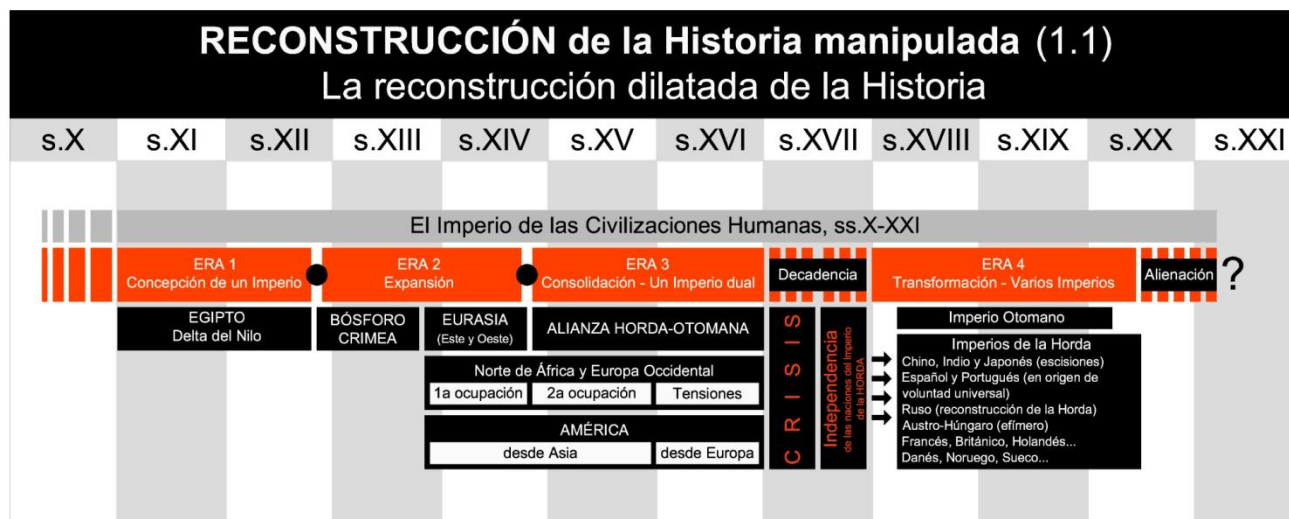 RECONSTRUCCIÓN de la Historia manipulada (1.1)
La reconstrucción dilatada de la Historia
s.X s.XI s.XII s.XIII s.XIV s.XV s.XVI s.XVII s.XVIII s.XIX s.XX s.XXI
El Imperio de las Civilizaciones Humanas, ss.X-XXI
ERA 1
Concepción de un Imperio
ERA 2
Expansión
ERA 3
Consolidación - Un Imperio dual
Decadencia
ERA 4
Transformación - Varios Imperios
Alienación
?
EGIPTO
Delta del Nilo
BÓSFORO
CRIMEA
EURASIA
(Este y Oeste)
ALIANZA HORDA-OTOMANA
Norte de África y Europa Occidental
1a ocupación
2a ocupación
Tensiones
AMÉRICA
desde Asia
desde Europa
CRISIS
Independencia
de las naciones del Imperio
de la HORDA
Imperio Otomano
Imperios de la Horda
Chino, Indio y Japonés (escisiones)
Español y Portugués (en origen de
voluntad universal)
Ruso (reconstrucción de la Horda)
Austro-Húngaro (efímero)
Francés, Británico, Holandés...
Danés, Noruego, Sueco...